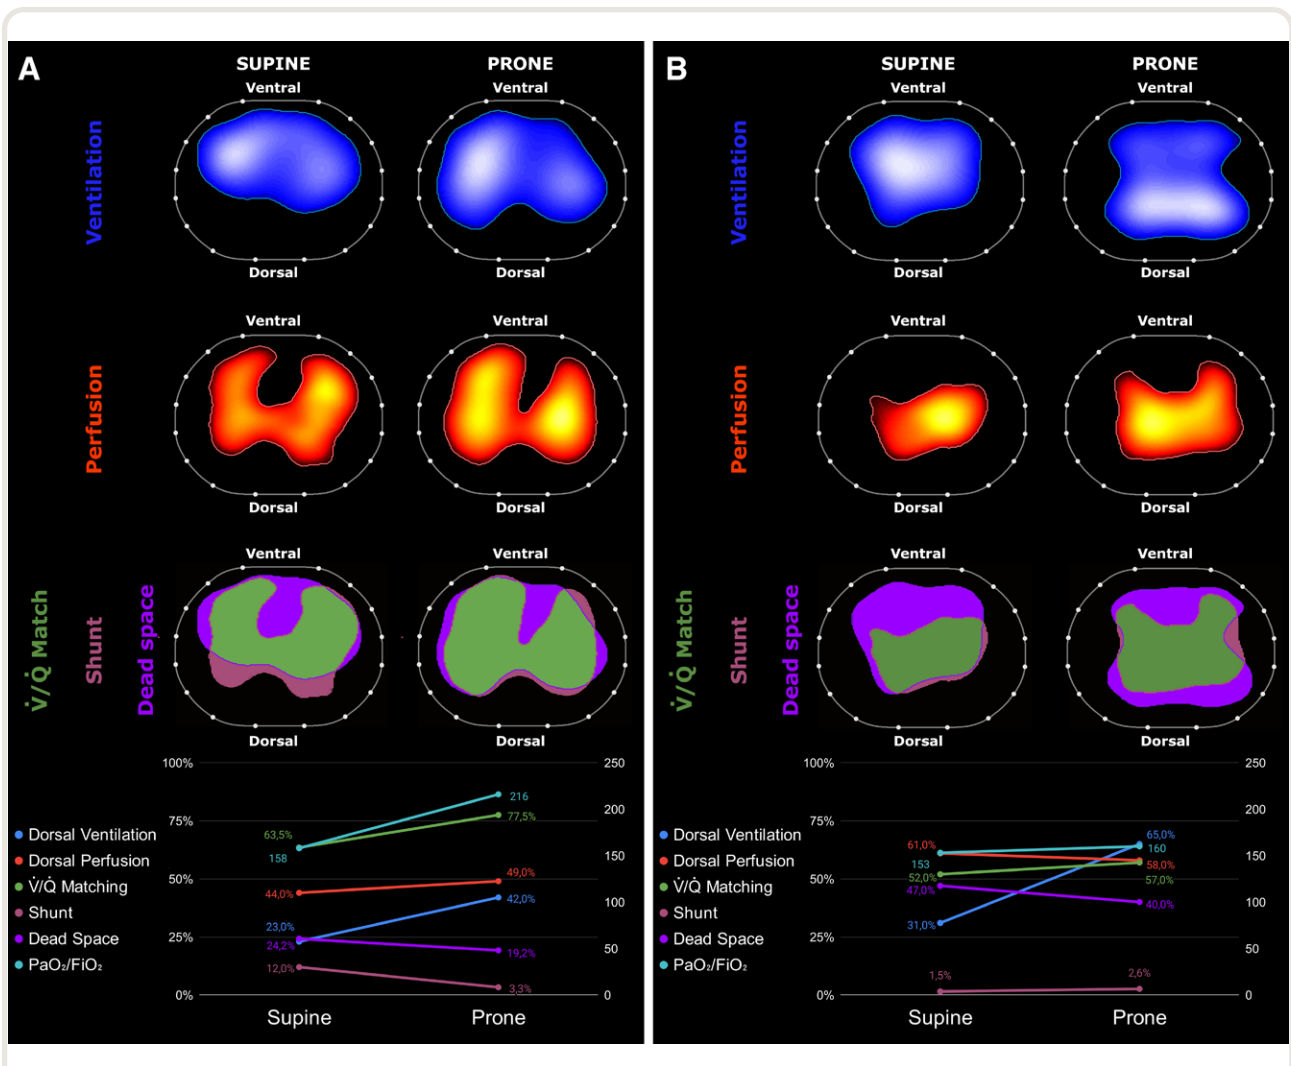 A
SUPINE
PRONE
Ventral
Ventral
Ventilation
Dorsal
Dorsal
Ventral
Ventral
Perfusion
Dorsal
Dorsal
Ventral
Ventral
V̇/Q̇ Match
Shunt
Dead space
Dorsal
Dorsal
100%
75%
50%
25%
0%
250
200
150
100
50
0
Dorsal Ventilation
Dorsal Perfusion
V̇/Q̇ Matching
Shunt
Dead Space
PaO₂/FiO₂
63,5%
158
44,0%
23,0%
24,2%
12,0%
216
77,5%
49,0%
42,0%
19,2%
3,3%
Supine
Prone
B
SUPINE
PRONE
Ventral
Ventral
Ventilation
Dorsal
Dorsal
Ventral
Ventral
Perfusion
Dorsal
Dorsal
Ventral
Ventral
V̇/Q̇ Match
Shunt
Dead space
Dorsal
Dorsal
100%
75%
50%
25%
0%
250
200
150
100
50
0
Dorsal Ventilation
Dorsal Perfusion
V̇/Q̇ Matching
Shunt
Dead Space
PaO₂/FiO₂
61,0%
153
52,0%
47,0%
31,0%
1,5%
65,0%
160
58,0%
57,0%
40,0%
2,6%
Supine
Prone